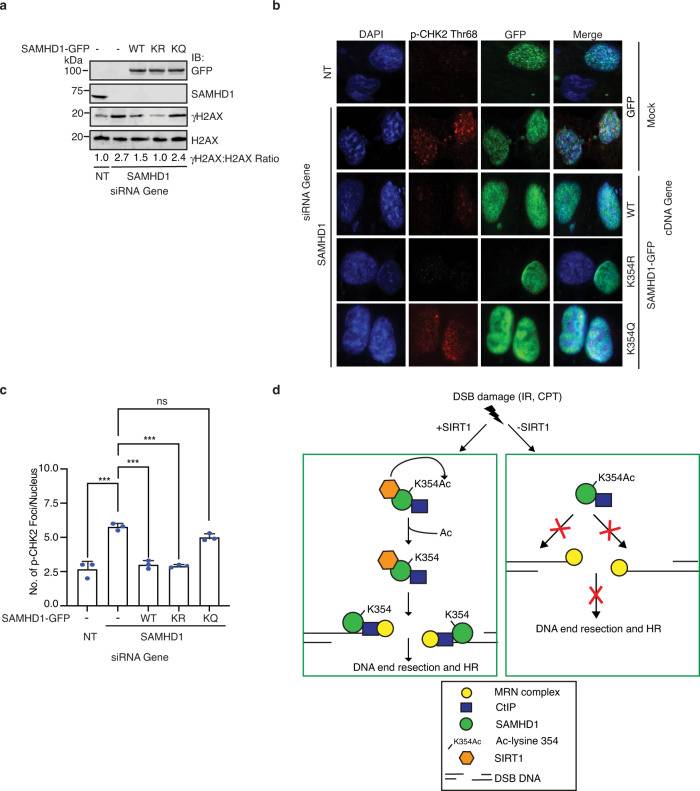 a
SAMHD1-GFP - - WT KR KQ
IB:
kDa
100 GFP
75 SAMHD1
20 γH2AX
20 H2AX
1.0 2.7 1.5 1.0 2.4 γH2AX:H2AX Ratio
NT SAMHD1
siRNA Gene
b
DAPI p-CHK2 Thr68 GFP Merge
NT
SAMHD1
siRNA Gene
GFP
Mock
WT
K354R
K354Q
SAMHD1-GFP
cDNA Gene
c
ns
***
***
***
10.0
7.5
5.0
2.5
0.0
No. of p-CHK2 Foci/Nucleus
SAMHD1-GFP - - WT KR KQ
NT SAMHD1
siRNA Gene
d
DSB damage (IR, CPT)
+SIRT1 -SIRT1
K354Ac
Ac
K354
K354 K354
DNA end resection and HR
K354Ac
DNA end resection and HR
MRN complex
CtIP
SAMHD1
K354Ac Ac-lysine 354
SIRT1
DSB DNA